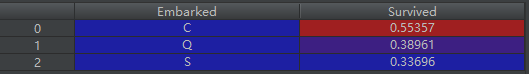 Embarked Survived
0 C 0.55357
1 Q 0.38961
2 S 0.33696